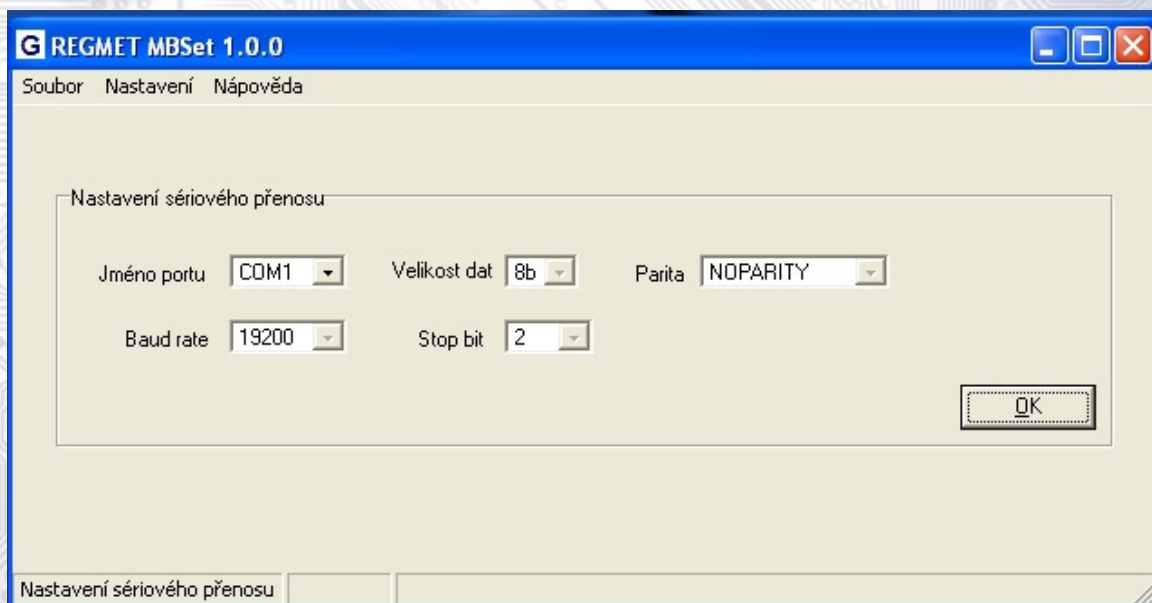 G REGMET MBSet 1.0.0
Soubor Nastavení Nápověda
Nastavení sériového přenosu
Jméno portu COM1 Velikost dat 8b Parita NOPARITY
Baud rate 19200 Stop bit 2
OK
Nastavení sériového přenosu